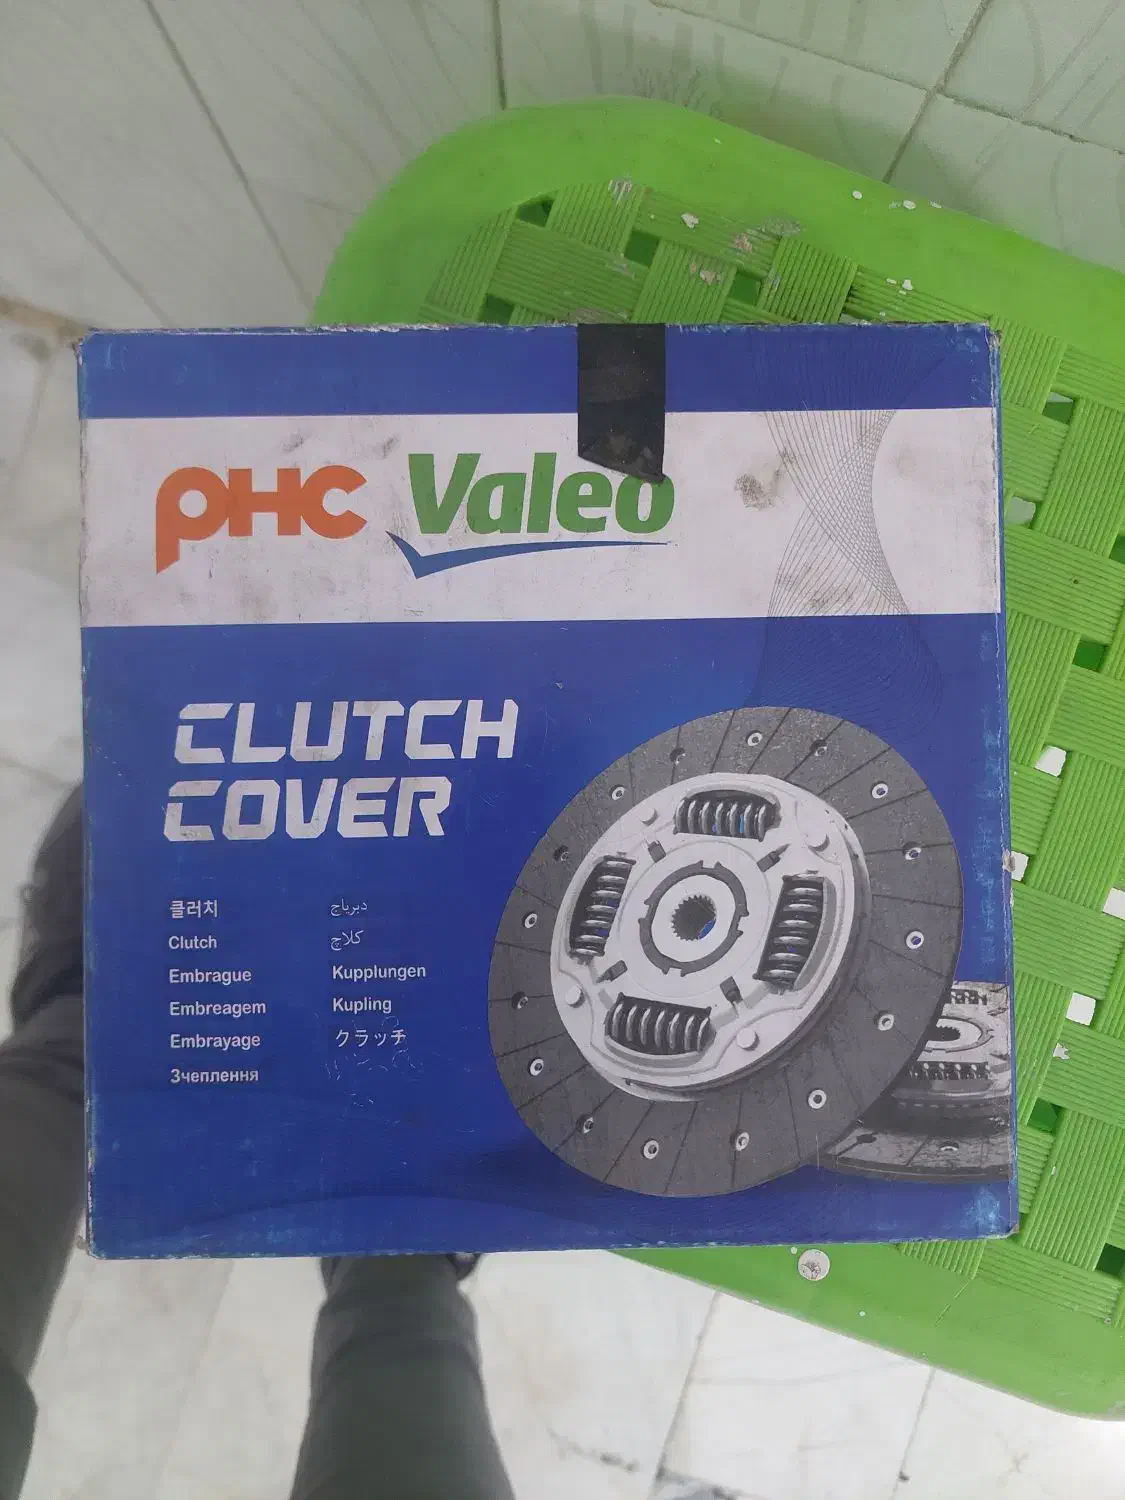 PHC Valeo
CLUTCH
COVER
클러치
Clutch
Embrague
Embreagem
Embrayage
Зчеплення
دبرياج
كلاچ
Kupplungen
Kupling
クラッチ